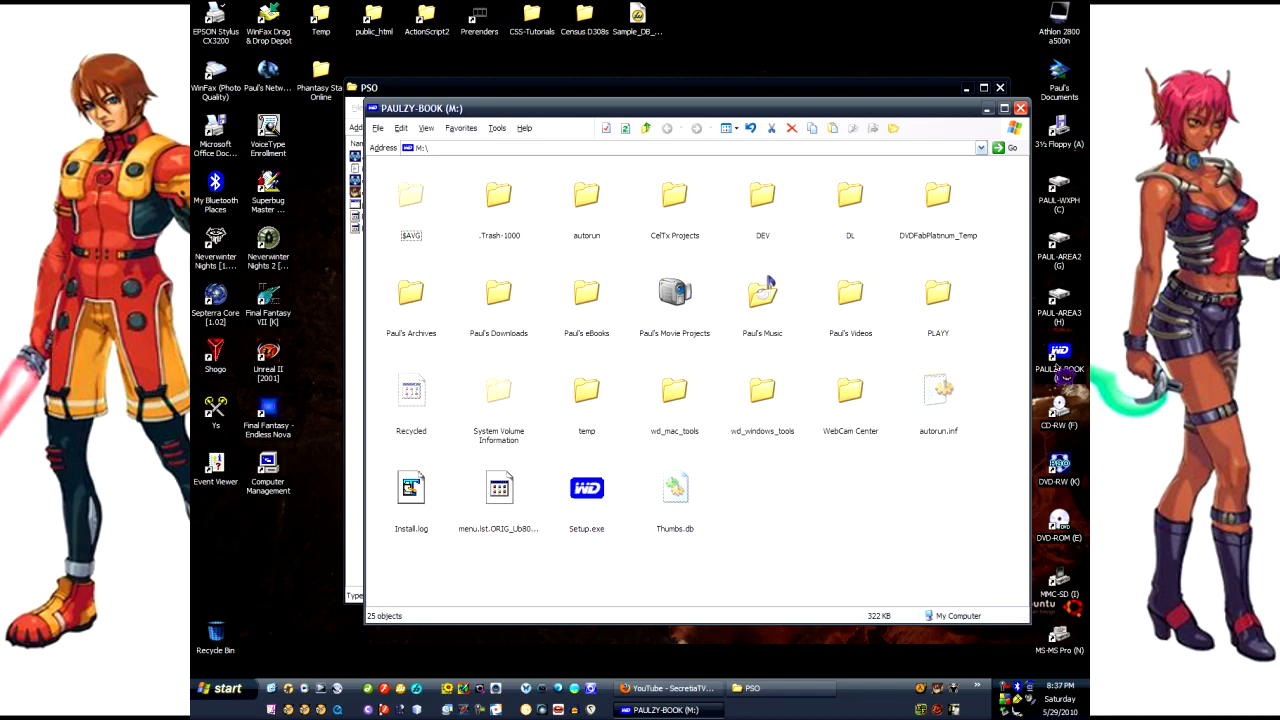 EPSON Stylus
CX3200
WinFax Drag
& Drop Depot
Temp
public_html
ActionScript2
Prerenders
CSS-Tutorials
Census D308s
Sample_DB_...
Athlon 2800
a500n
WinFax (Photo
Quality)
Paul's Netw...
Phantasy Sta
Online
Paul's
Documents
Microsoft
Office Doc...
VoiceType
Enrollment
3½ Floppy (A)
My Bluetooth
Places
Superbug
Master ...
PAUL-WXPH
(C)
Neverwinter
Nights [1....
Neverwinter
Nights 2 [...
PAUL-AREA2
(G)
Septerra Core
[1.02]
Final Fantasy
VII [K]
PAUL-AREA3
(H)
Shogo
Unreal II
[2001]
Ys
Final Fantasy -
Endless Nova
CD-RW (F)
Event Viewer
Computer
Management
DVD-RW (K)
DVD-ROM (E)
MMC-SD (I)
MS-MS Pro (N)
Recycle Bin
PSO
PAULZY-BOOK (M:)
File Edit View Favorites Tools Help
Address M:\ Go
$AVG
.Trash-1000
autorun
CelTx Projects
DEV
DL
DVDFabPlatinum_Temp
Paul's Archives
Paul's Downloads
Paul's eBooks
Paul's Movie Projects
Paul's Music
Paul's Videos
PLAYY
Recycled
System Volume
Information
temp
wd_mac_tools
wd_windows_tools
WebCam Center
autorun.inf
Install.log
menu.lst.ORIG_Ub80...
WD
Setup.exe
Thumbs.db
Type
25 objects 322 KB My Computer
start
YouTube - SecretiaTV...
PSO
PAULZY-BOOK (M:)
8:37 PM
Saturday
5/29/2010